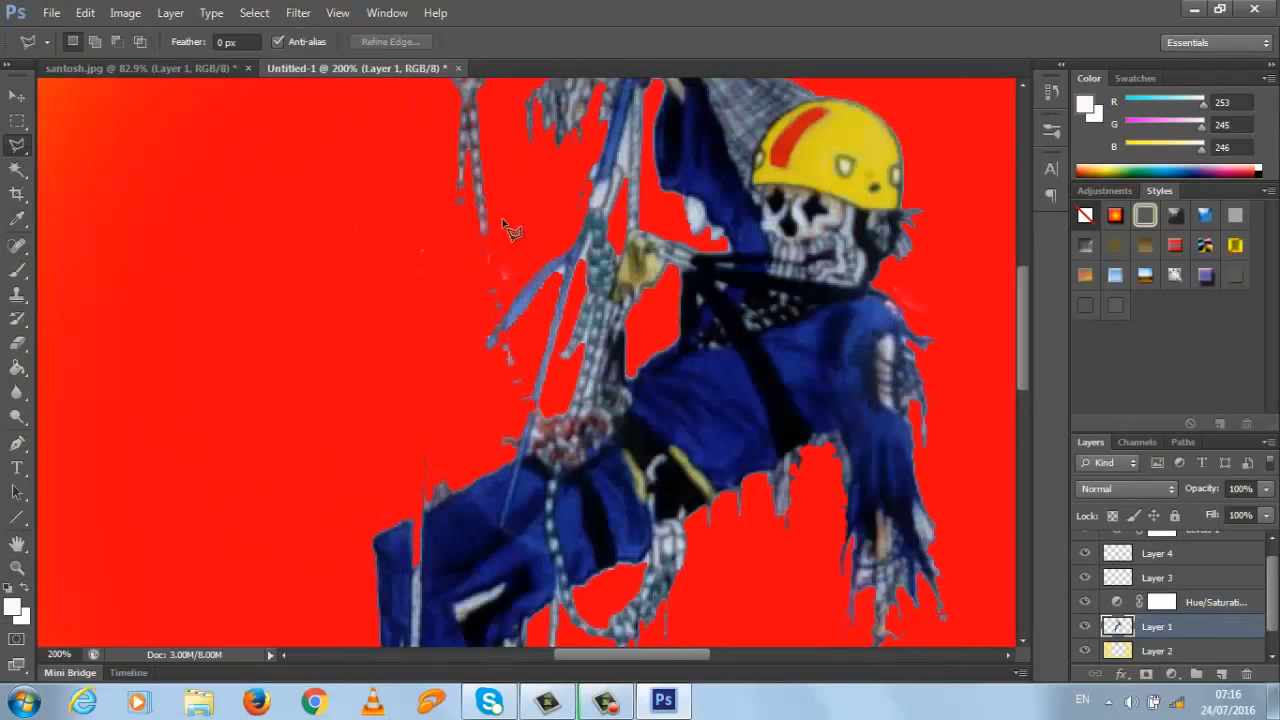 Ps File Edit Image Layer Type Select Filter View Window Help
Feather: 0 px Anti-alias Refine Edge... Essentials
santosh.jpg @ 82.9% (Layer 1, RGB/8) * × Untitled-1 @ 200% (Layer 1, RGB/8) * ×
Color Swatches
R 253
G 245
B 246
Adjustments Styles
Layers Channels Paths
Kind
Normal Opacity: 100%
Lock: Fill: 100%
Layer 4
Layer 3
Hue/Saturati...
Layer 1
Layer 2
200% Doc: 3.00M/8.00M
Mini Bridge Timeline
EN 07:16
24/07/2016